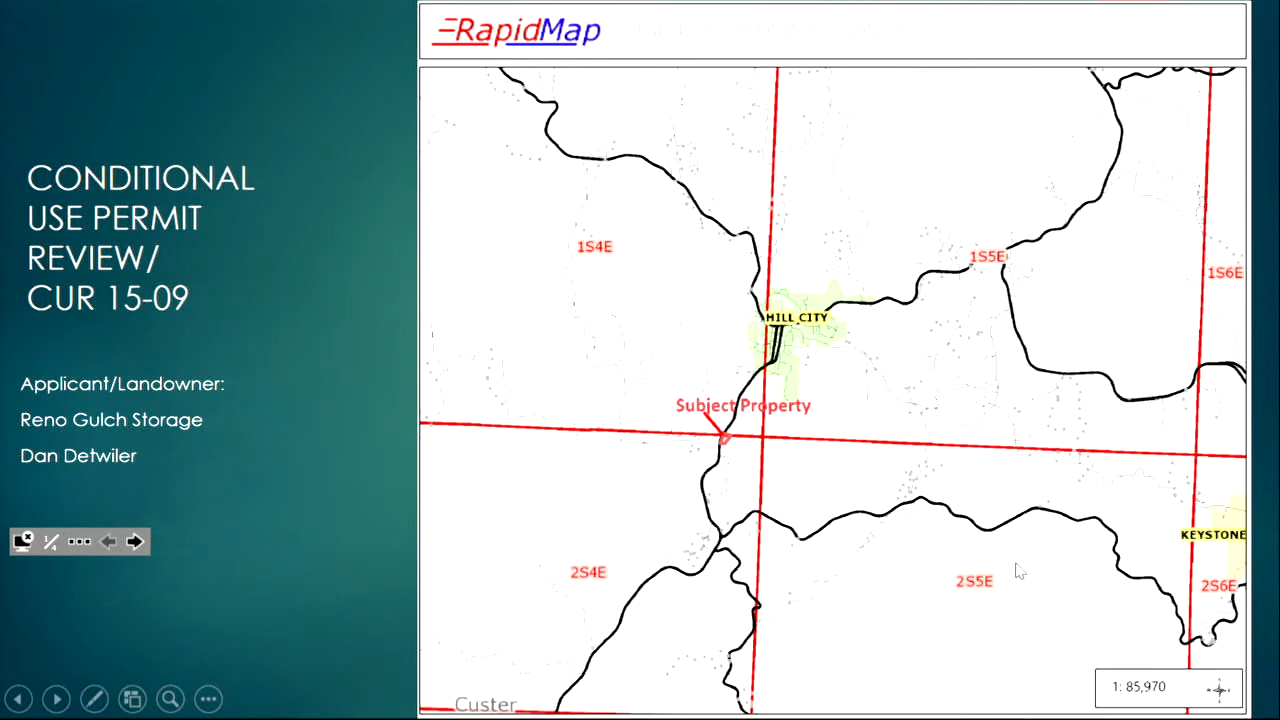 CONDITIONAL
USE PERMIT
REVIEW/
CUR 15-09
Applicant/Landowner:
Reno Gulch Storage
Dan Detwiler
RapidMap
1S4E
1S5E
1S6E
HILL CITY
Subject Property
KEYSTONE
2S4E
2S5E
2S6E
Custer
1: 85,970